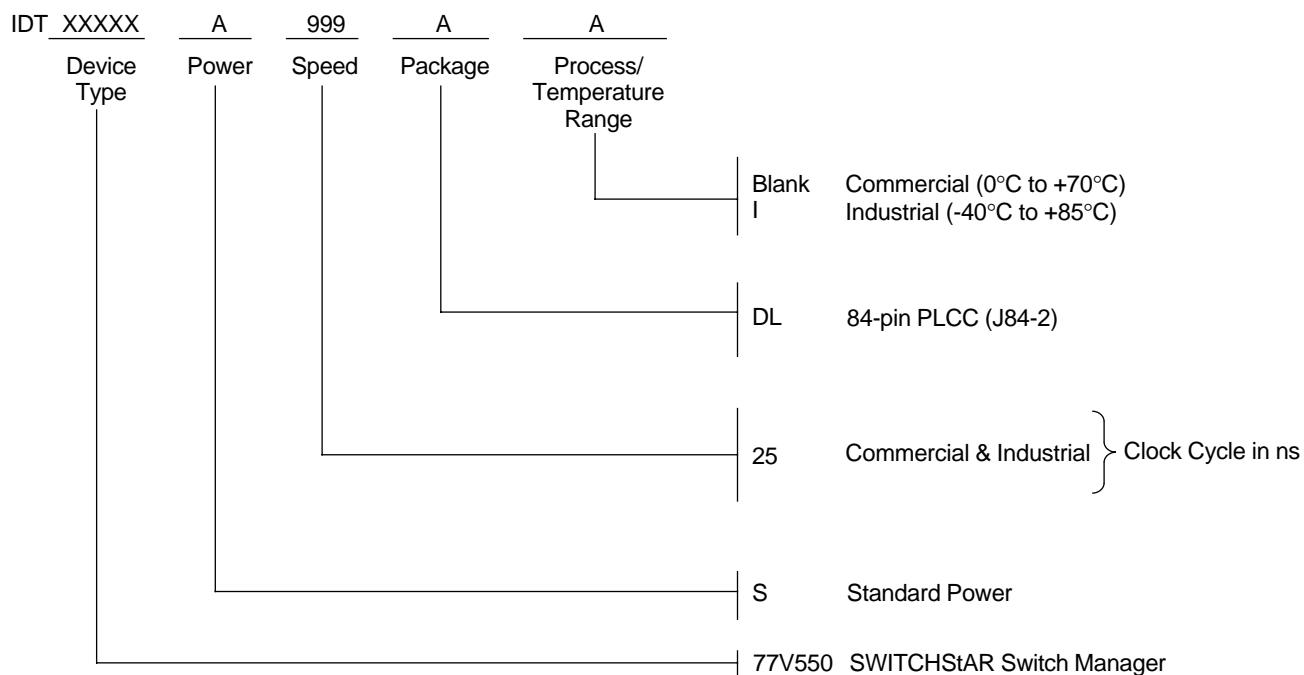 IDT XXXXX A 999 A A
Device Type Power Speed Package Process/ Temperature Range
Blank Commercial (0°C to +70°C)
I Industrial (-40°C to +85°C)
DL 84-pin PLCC (J84-2)
25 Commercial & Industrial Clock Cycle in ns
S Standard Power
77V550 SWITCHStAR Switch Manager